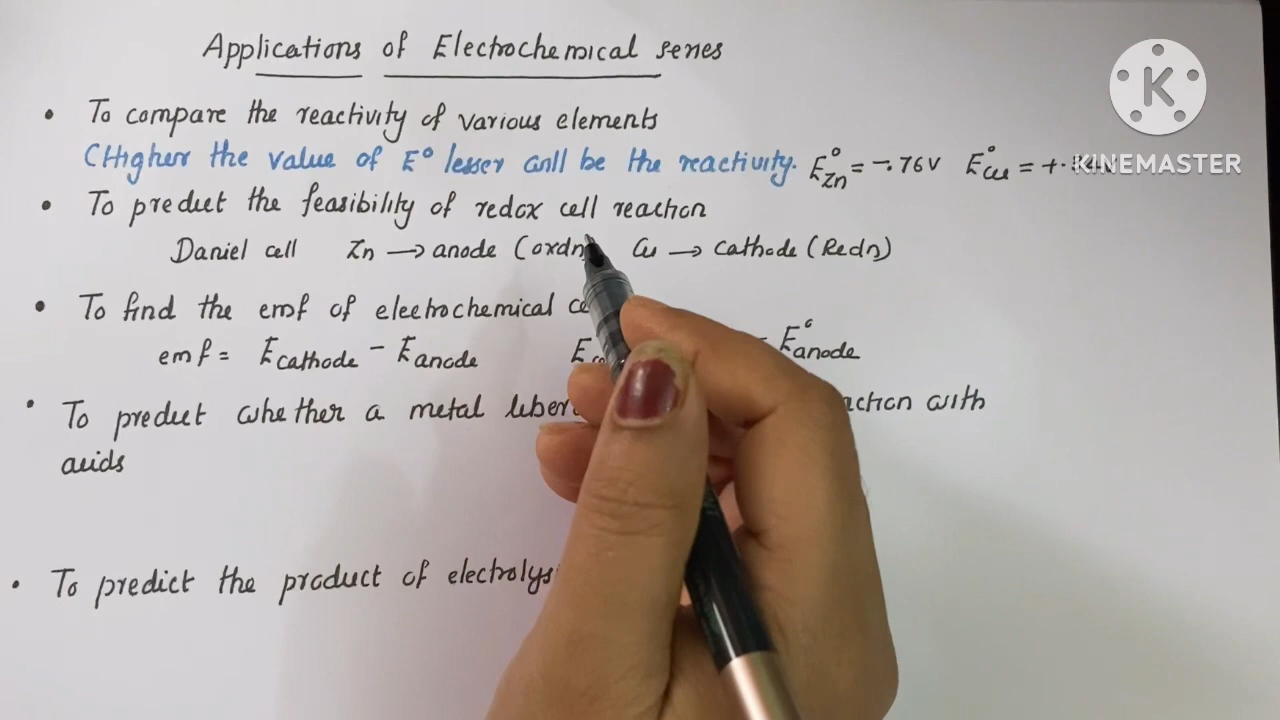 Applications of Electrochemical series
• To compare the reactivity of various elements
(Higher the value of E° lesser will be the reactivity. E°Zn = -.76V E°Cu = +.
K
KINEMASTER
• To predict the feasibility of redox cell reaction
Daniel cell Zn → anode (oxdn) Cu → cathode (Redn)
• To find the emf of electrochemical
emf = Ecathode - Eanode - E°anode
• To predict whether a metal with
acids
• To predict the product of